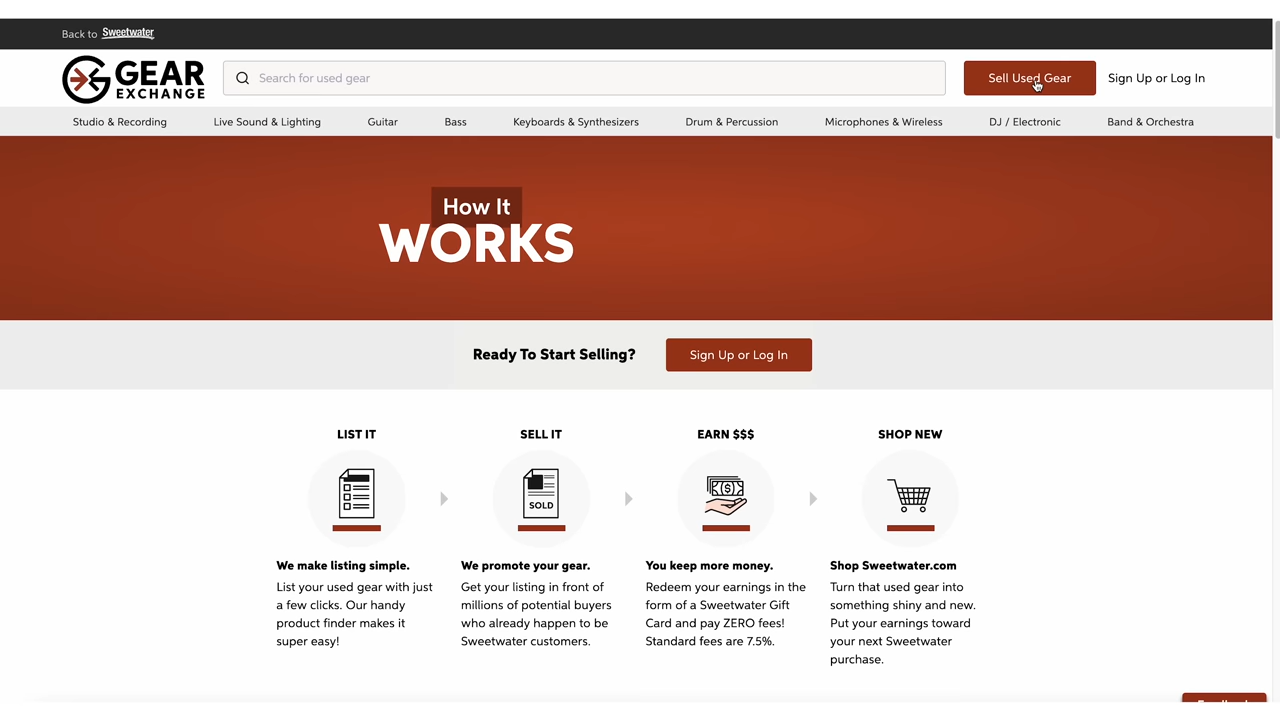 Back to Sweetwater
GEAR EXCHANGE
Search for used gear
Sell Used Gear
Sign Up or Log In
Studio & Recording
Live Sound & Lighting
Guitar
Bass
Keyboards & Synthesizers
Drum & Percussion
Microphones & Wireless
DJ / Electronic
Band & Orchestra
How It
WORKS
Ready To Start Selling?
Sign Up or Log In
LIST IT
We make listing simple.
List your used gear with just
a few clicks. Our handy
product finder makes it
super easy!
SELL IT
SOLD
We promote your gear.
Get your listing in front of
millions of potential buyers
who already happen to be
Sweetwater customers.
EARN $$$
You keep more money.
Redeem your earnings in the
form of a Sweetwater Gift
Card and pay ZERO fees!
Standard fees are 7.5%.
SHOP NEW
Shop Sweetwater.com
Turn that used gear into
something shiny and new.
Put your earnings toward
your next Sweetwater
purchase.